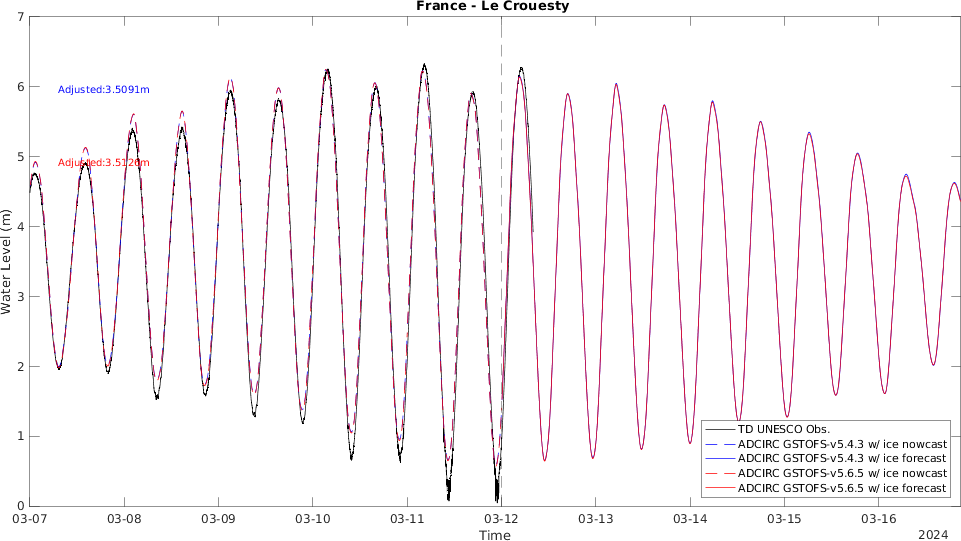 France - Le Crouesty
7
6
5
4
3
2
1
0
Water Level (m)
Adjusted:3.5091m
Adjusted:3.5120m
TD UNESCO Obs.
ADCIRC GSTOFS-v5.4.3 w/ ice nowcast
ADCIRC GSTOFS-v5.4.3 w/ ice forecast
ADCIRC GSTOFS-v5.6.5 w/ ice nowcast
ADCIRC GSTOFS-v5.6.5 w/ ice forecast
03-07 03-08 03-09 03-10 03-11 03-12 03-13 03-14 03-15 03-16
Time
2024